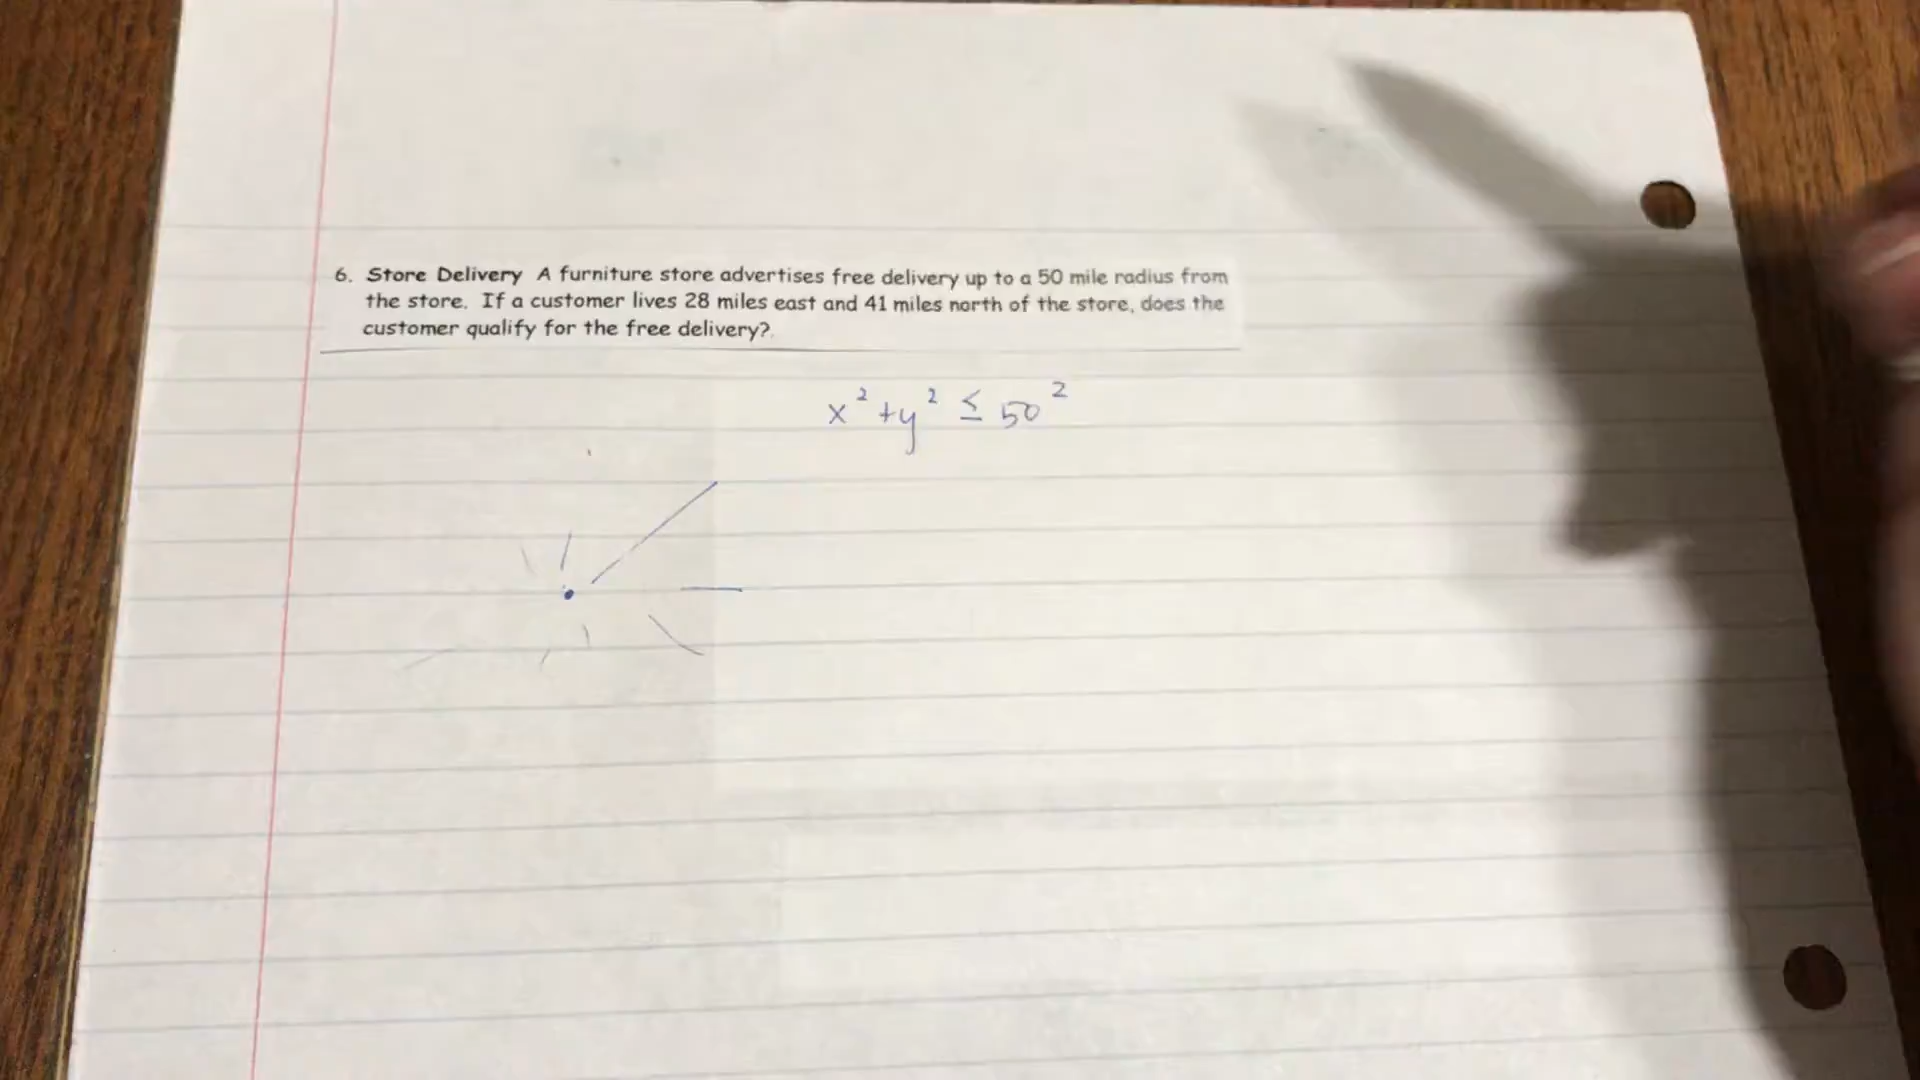 6. Store Delivery A furniture store advertises free delivery up to a 50 mile radius from
the store. If a customer lives 28 miles east and 41 miles north of the store, does the
customer qualify for the free delivery?
x² + y² ≤ 50²